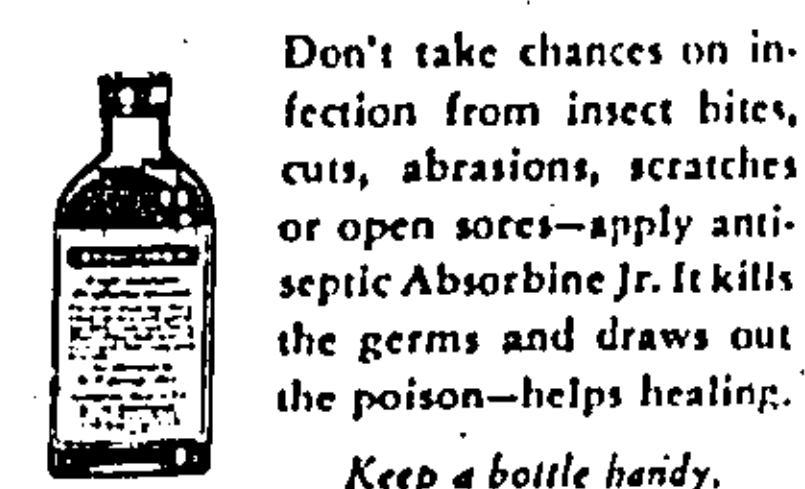 Don't take chances on in-
fection from insect bites,
cuts, abrasions, scratches
or open sores—apply anti-
septic Absorbine Jr. It kills
the germs and draws out
the poison—helps healing.
Keep a bottle handy.